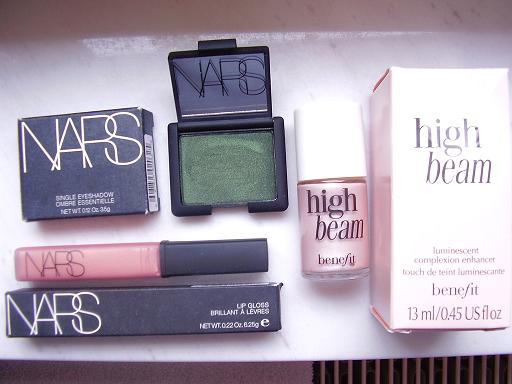 NARS
SINGLE EYESHADOW
OMBRE ESSENTIELLE
NET WT. 0.12 Oz. 3.5g
NARS
NARS
NARS
LIP GLOSS
BRILLANT À LÈVRES
NET WT. 0.22 Oz. 6.25g e
high
beam
benefit
high
beam
luminescent
complexion enhancer
touch de teint luminescante
benefit
13 ml/0.45 US fl oz